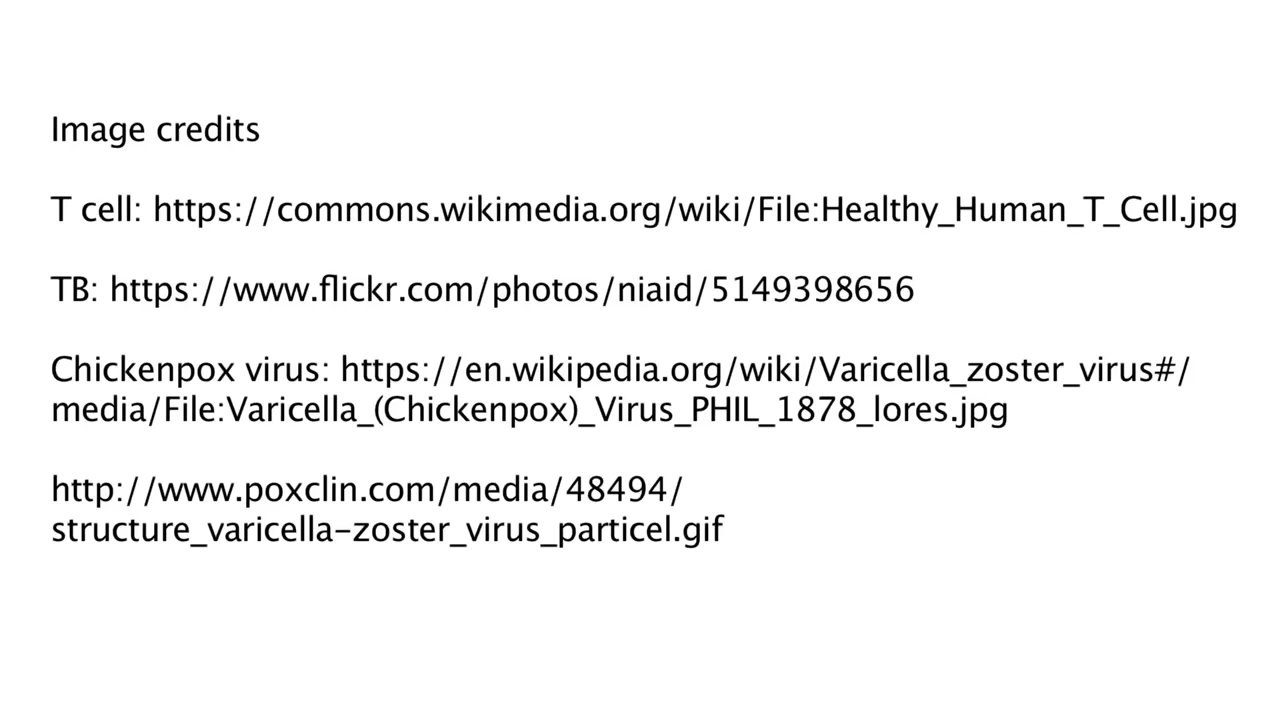 Image credits
T cell: https://commons.wikimedia.org/wiki/File:Healthy_Human_T_Cell.jpg
TB: https://www.flickr.com/photos/niaid/5149398656
Chickenpox virus: https://en.wikipedia.org/wiki/Varicella_zoster_virus#/
media/File:Varicella_(Chickenpox)_Virus_PHIL_1878_lores.jpg
http://www.poxclin.com/media/48494/
structure_varicella-zoster_virus_particel.gif